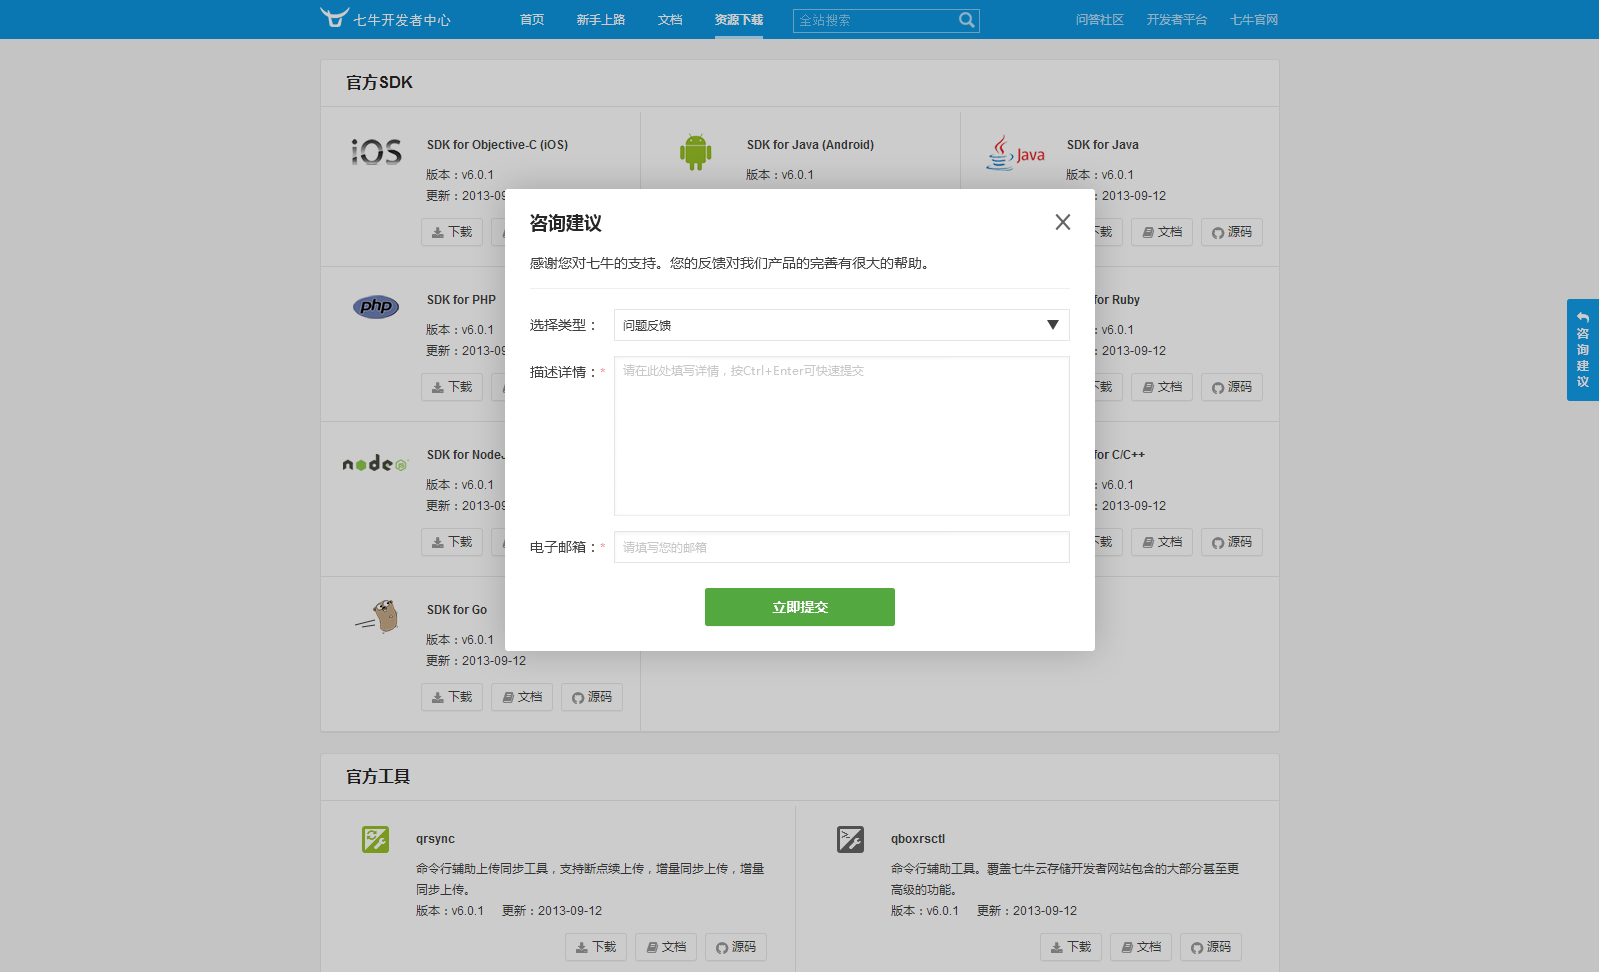 七牛开发者中心 首页 新手上路 文档 资源下载 全站搜索 问答社区 开发者平台 七牛官网
官方SDK
iOS
SDK for Objective-C (iOS)
版本：v6.0.1
更新：2013-09
下载
SDK for Java (Android)
版本：v6.0.1
Java
SDK for Java
版本：v6.0.1
：2013-09-12
下载 文档 源码
咨询建议
感谢您对七牛的支持。您的反馈对我们产品的完善有很大的帮助。
选择类型： 问题反馈
描述详情：* 请在此处填写详情，按Ctrl+Enter可快速提交
电子邮箱：* 请填写您的邮箱
立即提交
php
SDK for PHP
版本：v6.0.1
更新：2013-09
下载
for Ruby
：v6.0.1
：2013-09-12
下载 文档 源码
咨询建议
node
SDK for NodeJ
版本：v6.0.1
更新：2013-09
下载
for C/C++
：v6.0.1
：2013-09-12
下载 文档 源码
SDK for Go
版本：v6.0.1
更新：2013-09-12
下载 文档 源码
官方工具
qrsync
命令行辅助上传同步工具，支持断点续上传，增量同步上传，增量
同步上传。
版本：v6.0.1 更新：2013-09-12
下载 文档 源码
qboxrsctl
命令行辅助工具。覆盖七牛云存储开发者网站包含的大部分甚至更
高级的功能。
版本：v6.0.1 更新：2013-09-12
下载 文档 源码